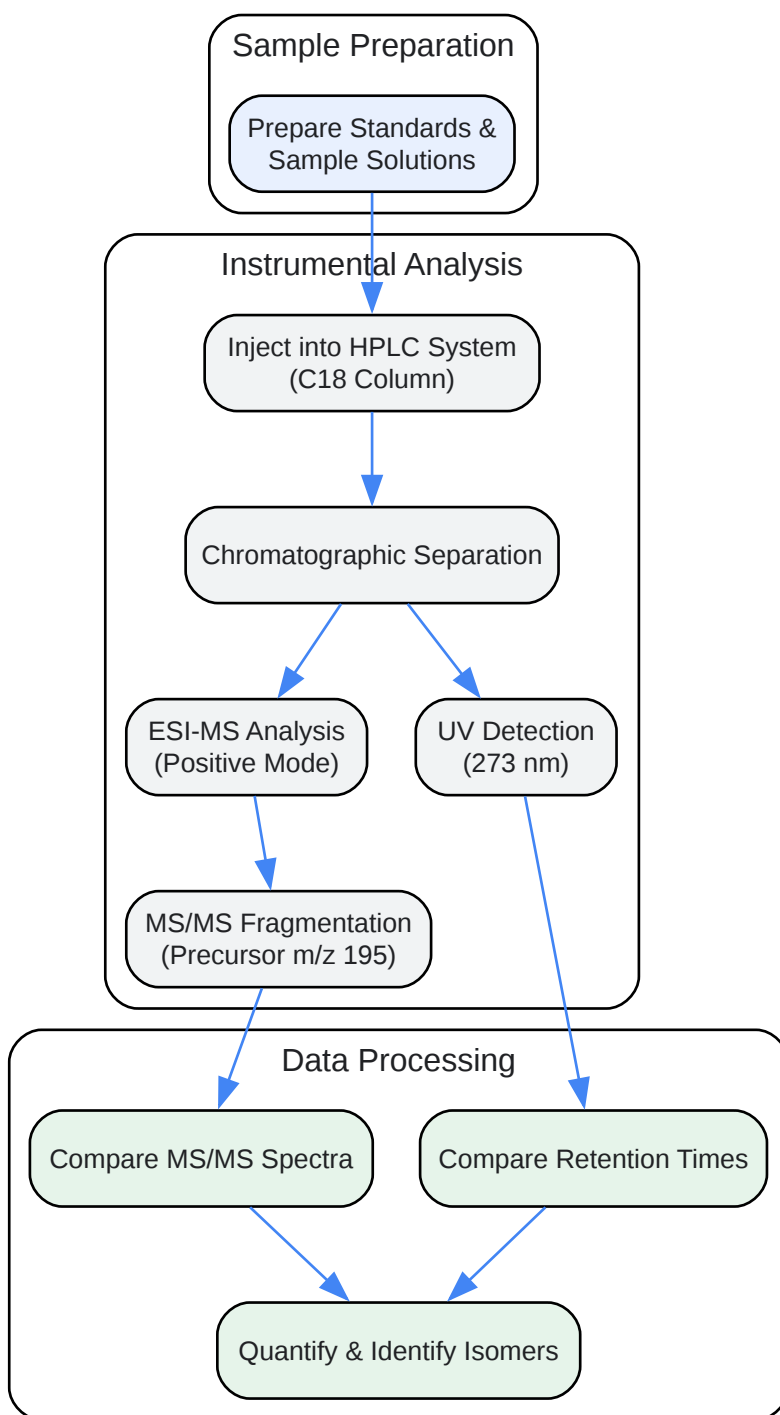 Sample Preparation
Prepare Standards &
Sample Solutions
Instrumental Analysis
Inject into HPLC System
(C18 Column)
Chromatographic Separation
ESI-MS Analysis
(Positive Mode)
UV Detection
(273 nm)
MS/MS Fragmentation
(Precursor m/z 195)
Data Processing
Compare MS/MS Spectra
Compare Retention Times
Quantify & Identify Isomers